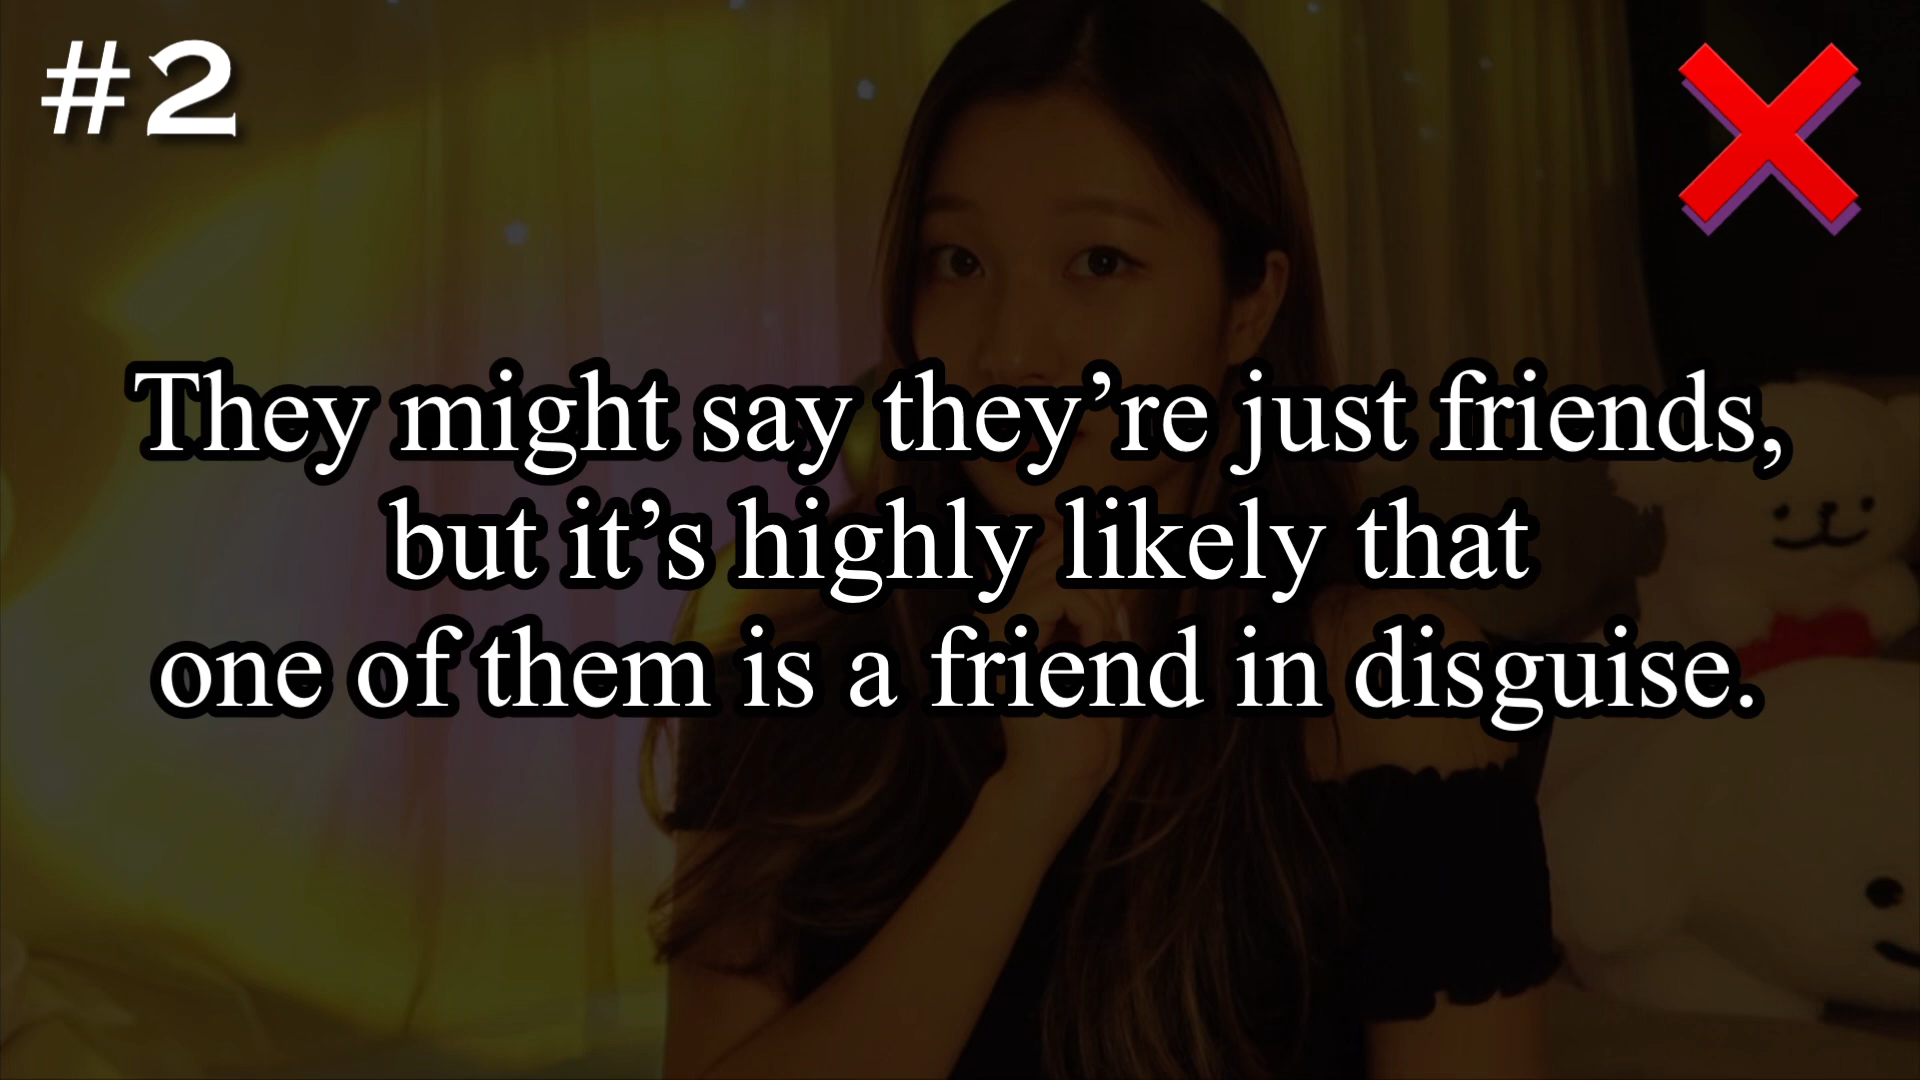 #2
They might say they’re just friends,
but it’s highly likely that
one of them is a friend in disguise.